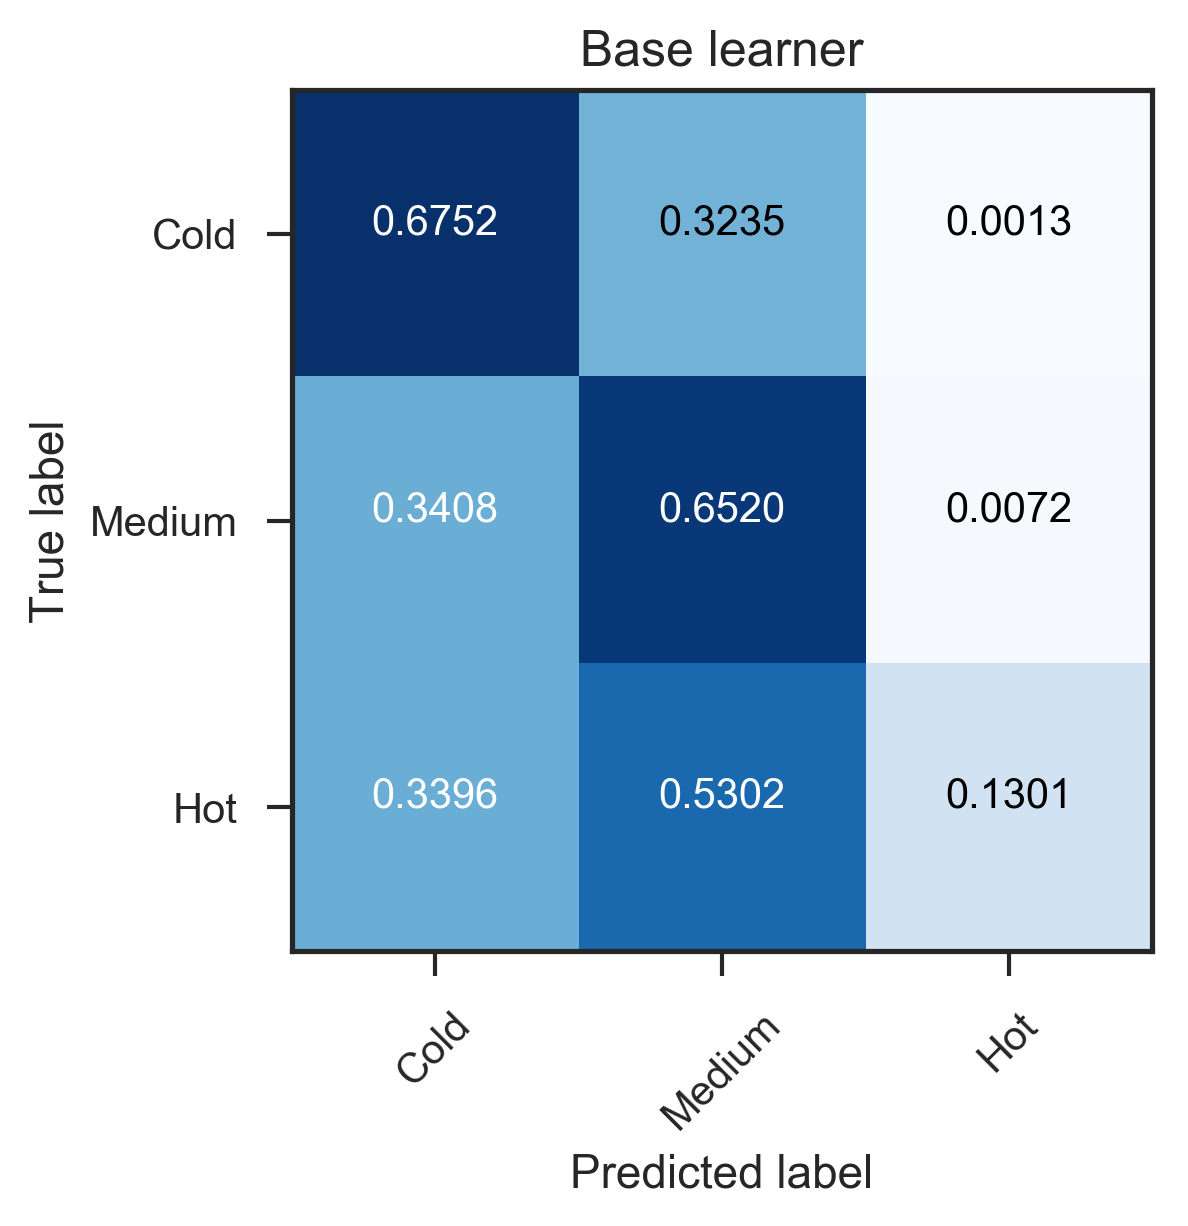 Base learner
True label
Cold
0.6752 0.3235 0.0013
Medium
0.3408 0.6520 0.0072
Hot
0.3396 0.5302 0.1301
Cold Medium Hot
Predicted label